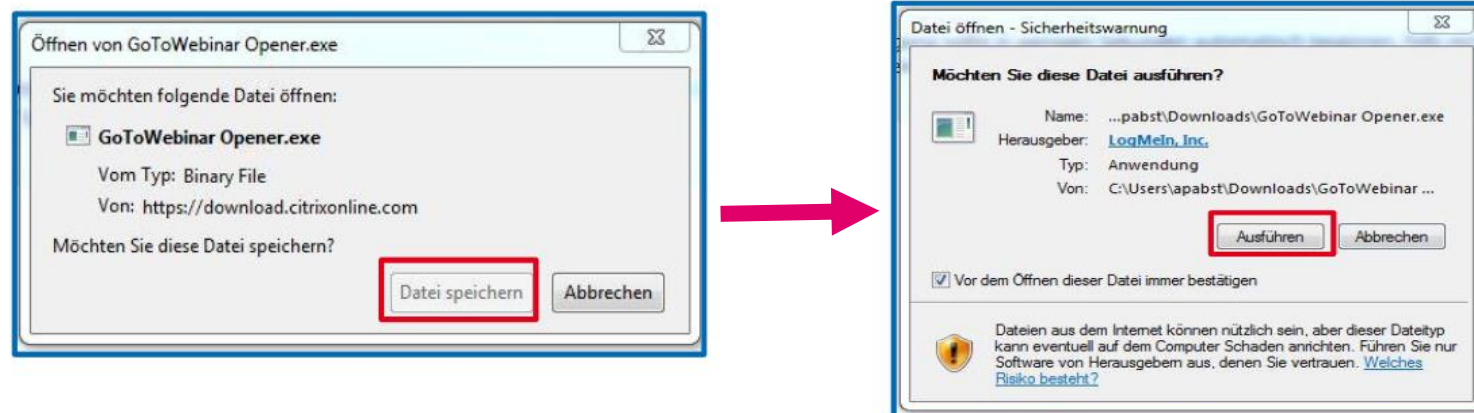 Öffnen von GoToWebinar Opener.exe
Sie möchten folgende Datei öffnen:
GoToWebinar Opener.exe
Vom Typ: Binary File
Von: https://download.citrixonline.com
Möchten Sie diese Datei speichern?
Datei speichern
Abbrechen
Datei öffnen - Sicherheitswarnung
Möchten Sie diese Datei ausführen?
Name: ...pabst\Downloads\GoToWebinar Opener.exe
Herausgeber: LogMeIn, Inc.
Typ: Anwendung
Von: C:\Users\apabst\Downloads\GoToWebinar ...
Ausführen
Abbrechen
Vor dem Öffnen dieser Datei immer bestätigen
Dateien aus dem Internet können nützlich sein, aber dieser Dateityp
kann eventuell auf dem Computer Schaden anrichten. Führen Sie nur
Software von Herausgebern aus, denen Sie vertrauen. Welches
Risiko besteht?